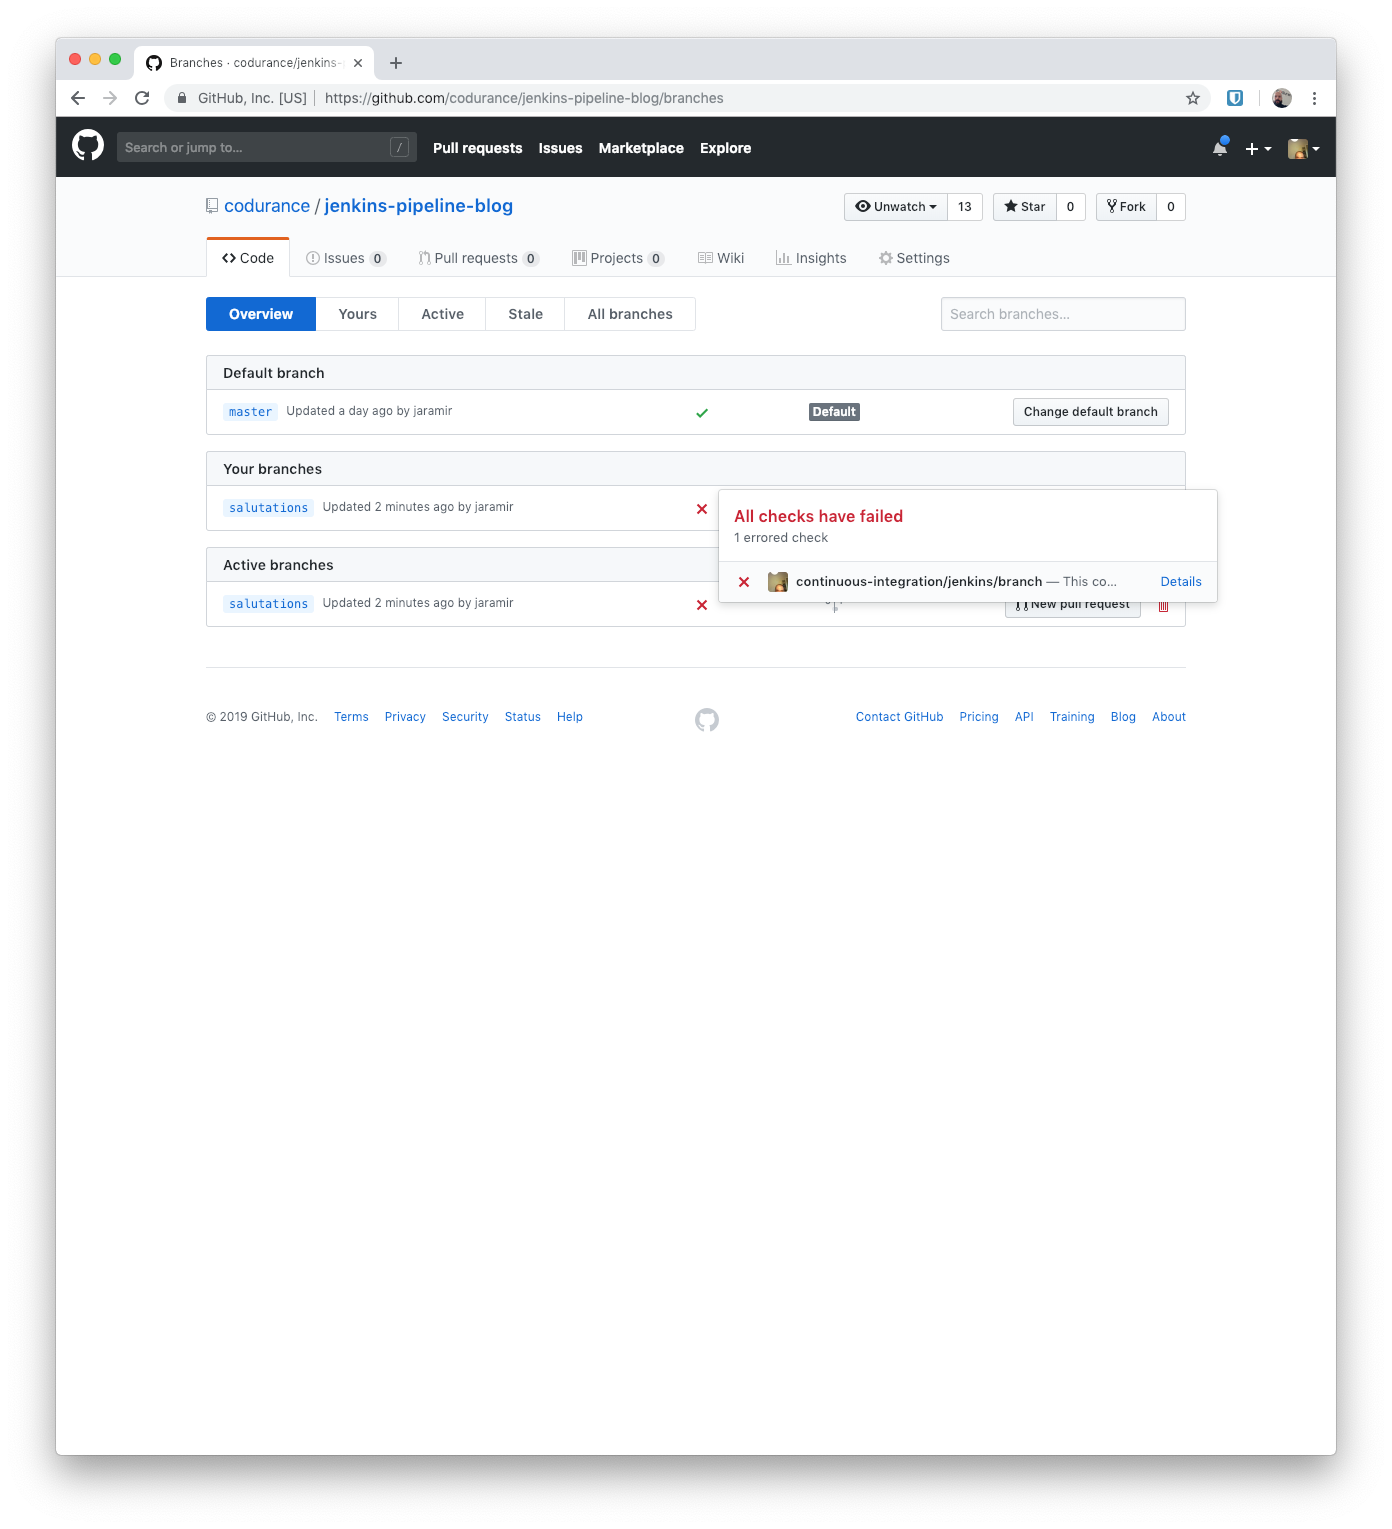 Branches · codurance/jenkins-p
GitHub, Inc. [US] https://github.com/codurance/jenkins-pipeline-blog/branches
Search or jump to... /
Pull requests Issues Marketplace Explore
codurance / jenkins-pipeline-blog
Unwatch 13 Star 0 Fork 0
Code Issues 0 Pull requests 0 Projects 0 Wiki Insights Settings
Overview Yours Active Stale All branches
Search branches...
Default branch
master Updated a day ago by jaramir Default Change default branch
Your branches
salutations Updated 2 minutes ago by jaramir
All checks have failed
1 errored check
continuous-integration/jenkins/branch — This co... Details
Active branches
salutations Updated 2 minutes ago by jaramir New pull request
© 2019 GitHub, Inc. Terms Privacy Security Status Help
Contact GitHub Pricing API Training Blog About